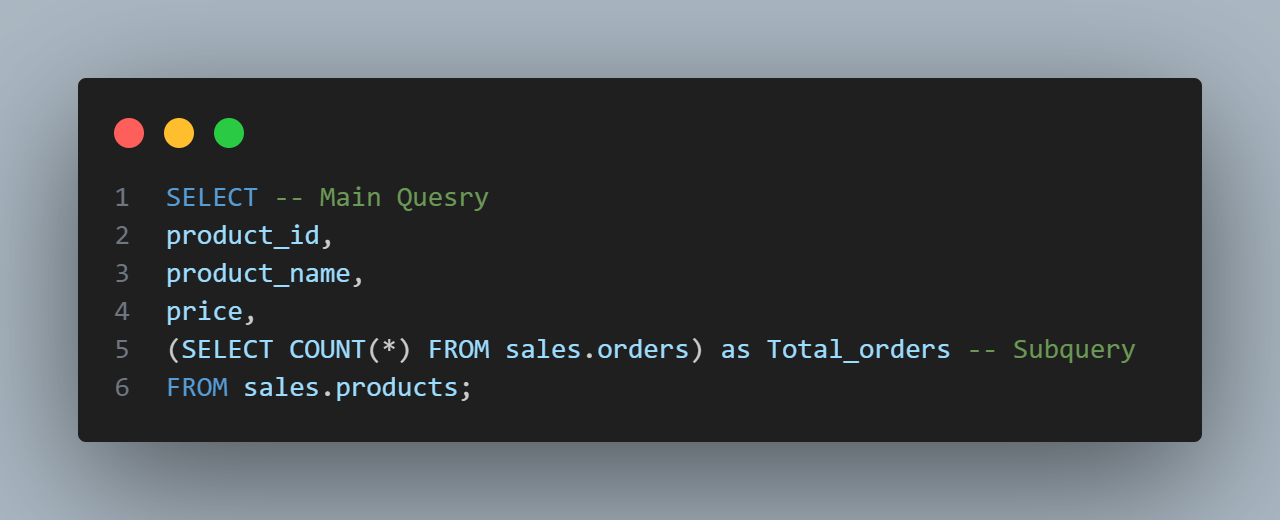 1 SELECT -- Main Quesry
2 product_id,
3 product_name,
4 price,
5 (SELECT COUNT(*) FROM sales.orders) as Total_orders -- Subquery
6 FROM sales.products;